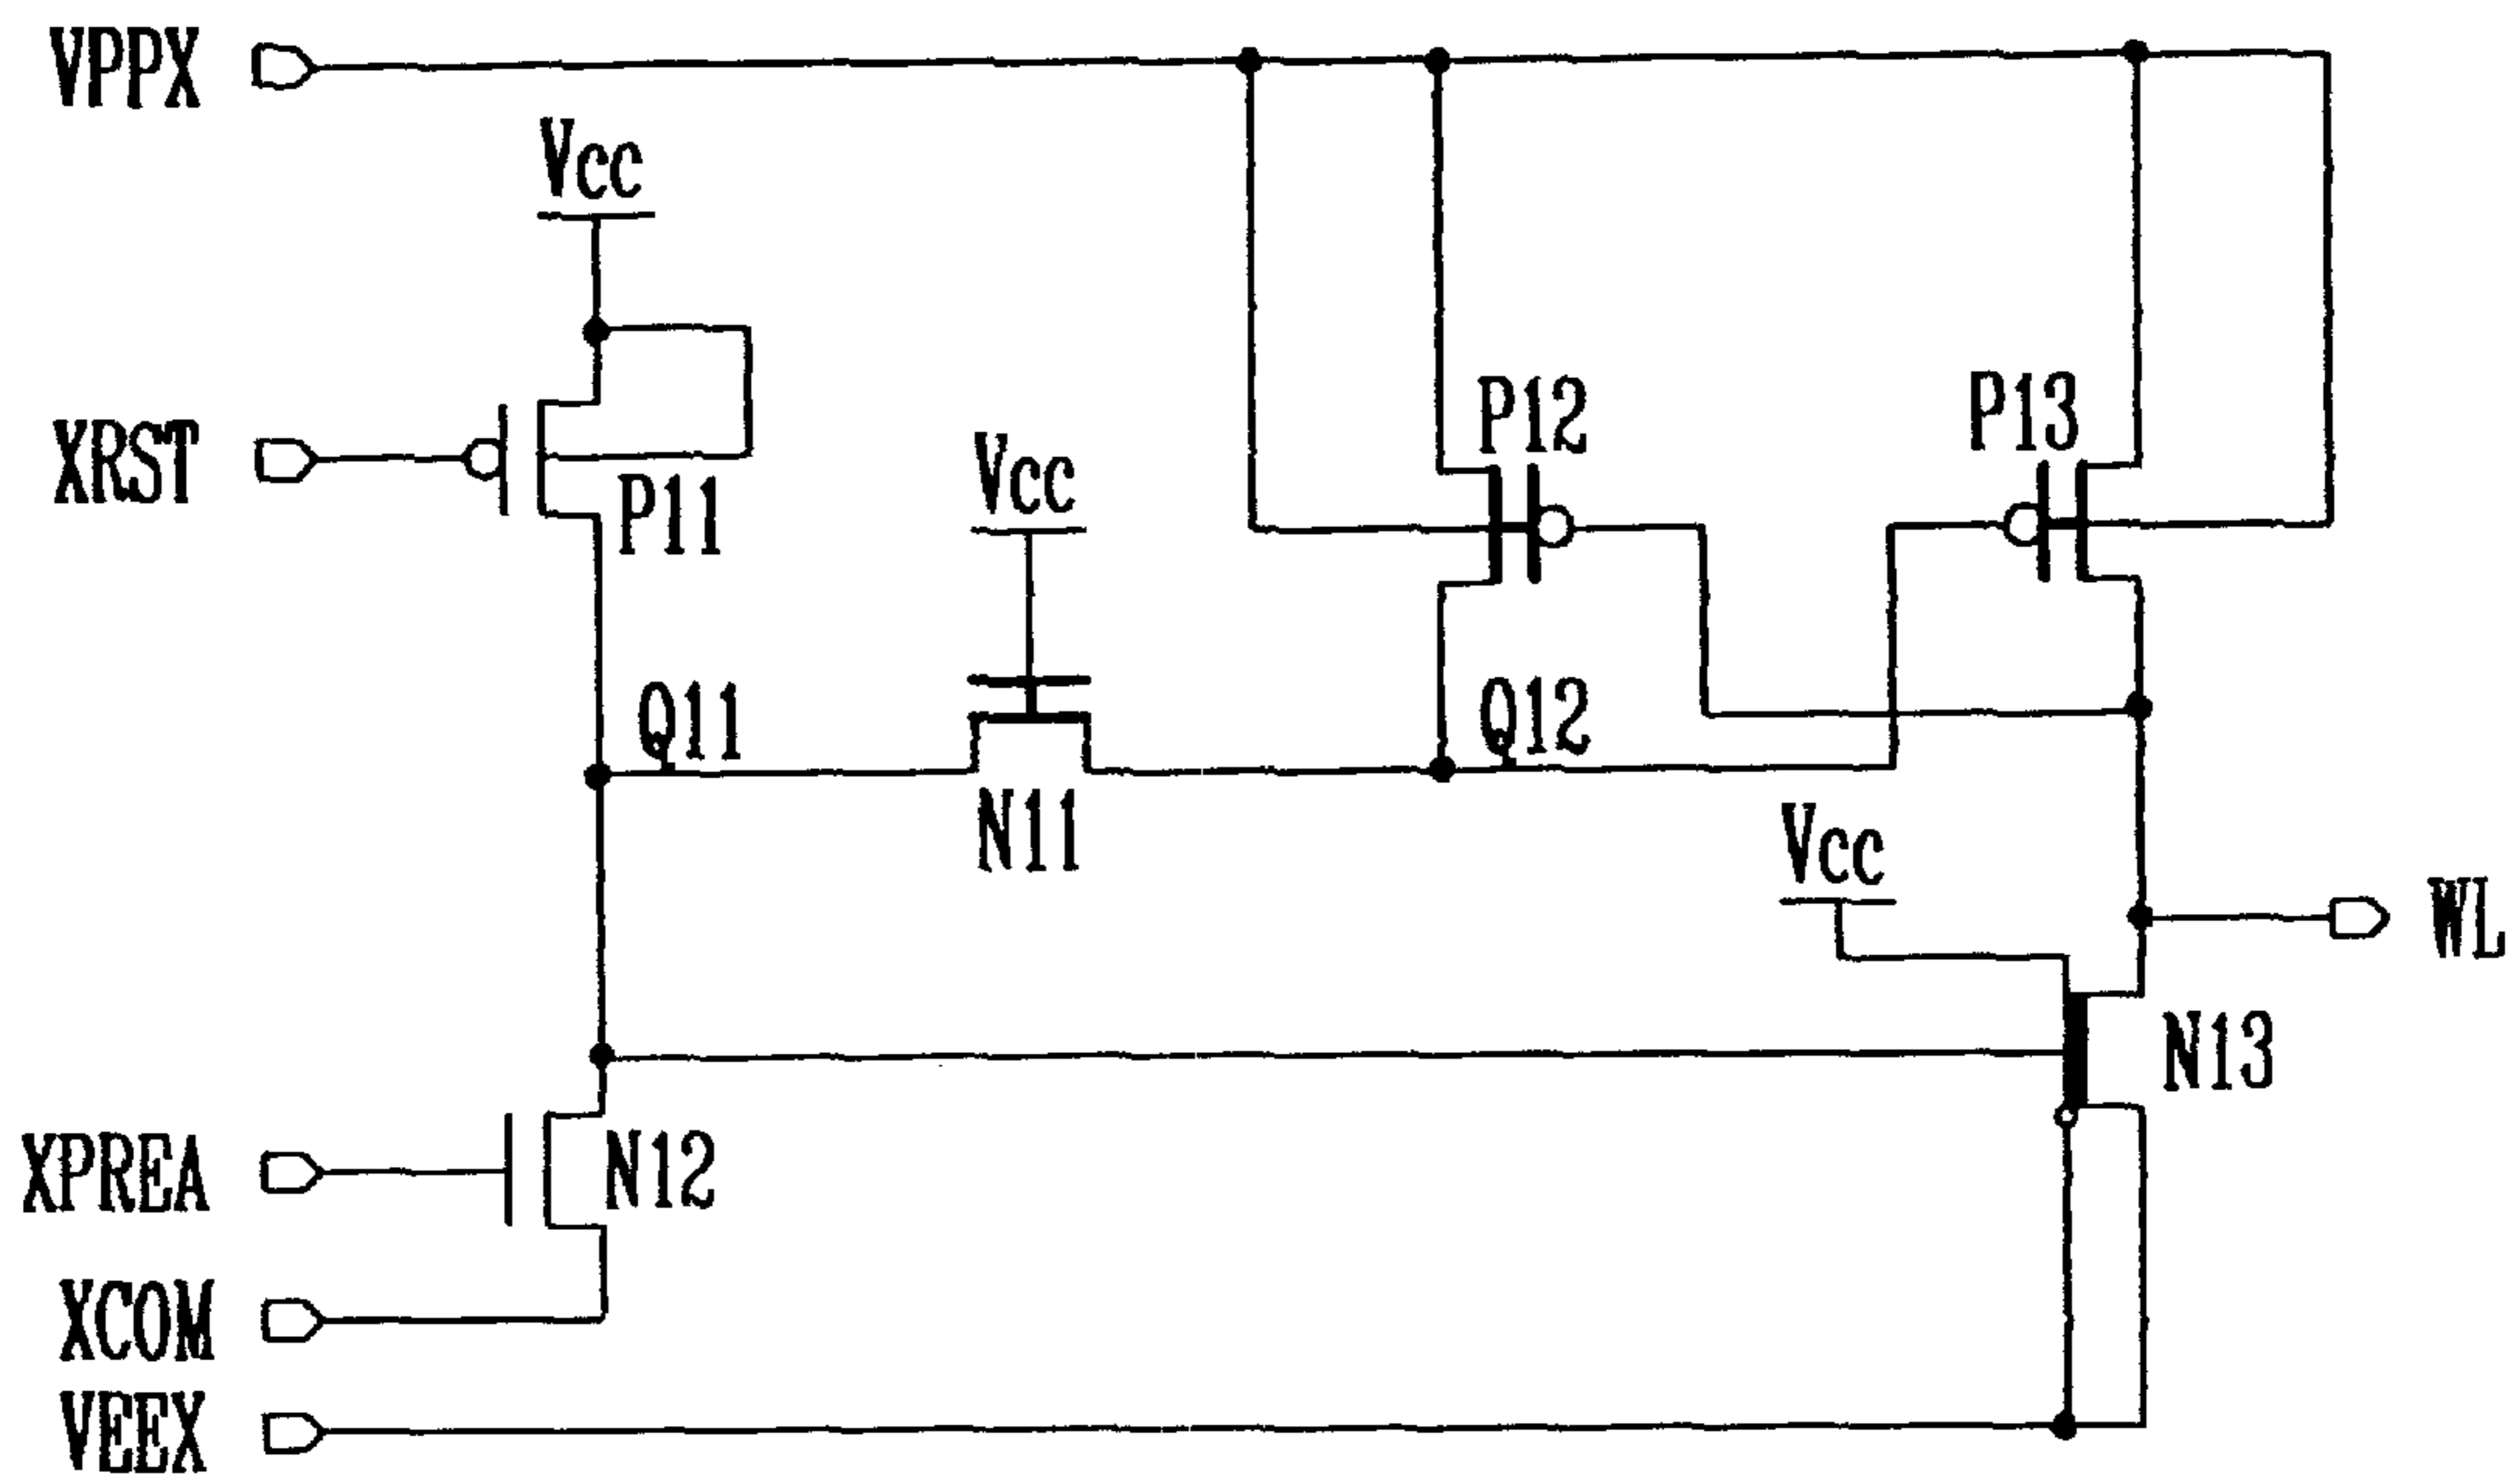 VPPX
Vcc
XRST
P11
Vcc
P12
P13
Q11
Q12
N11
Vcc
WL
N13
XPREA
N12
XCOM
VEEX